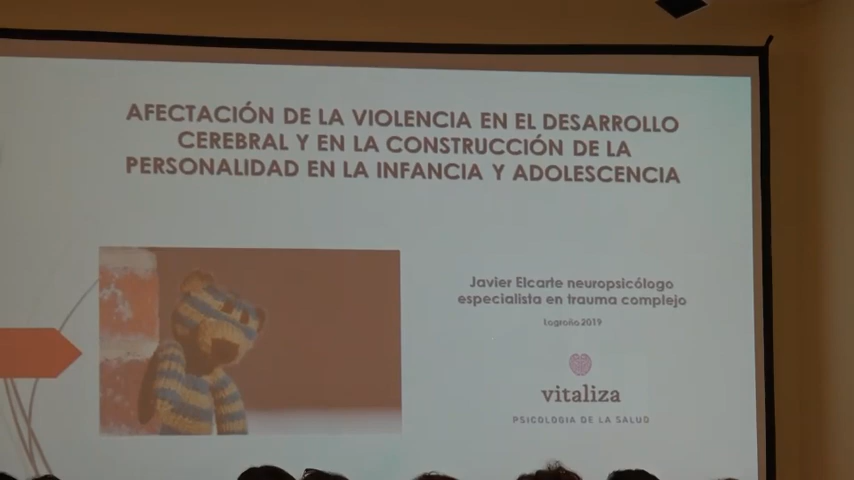 AFECTACIÓN DE LA VIOLENCIA EN EL DESARROLLO
CEREBRAL Y EN LA CONSTRUCCIÓN DE LA
PERSONALIDAD EN LA INFANCIA Y ADOLESCENCIA
Javier Elcarte neuropsicólogo
especialista en trauma complejo
Logroño 2019
vitaliza
PSICOLOGIA DE LA SALUD